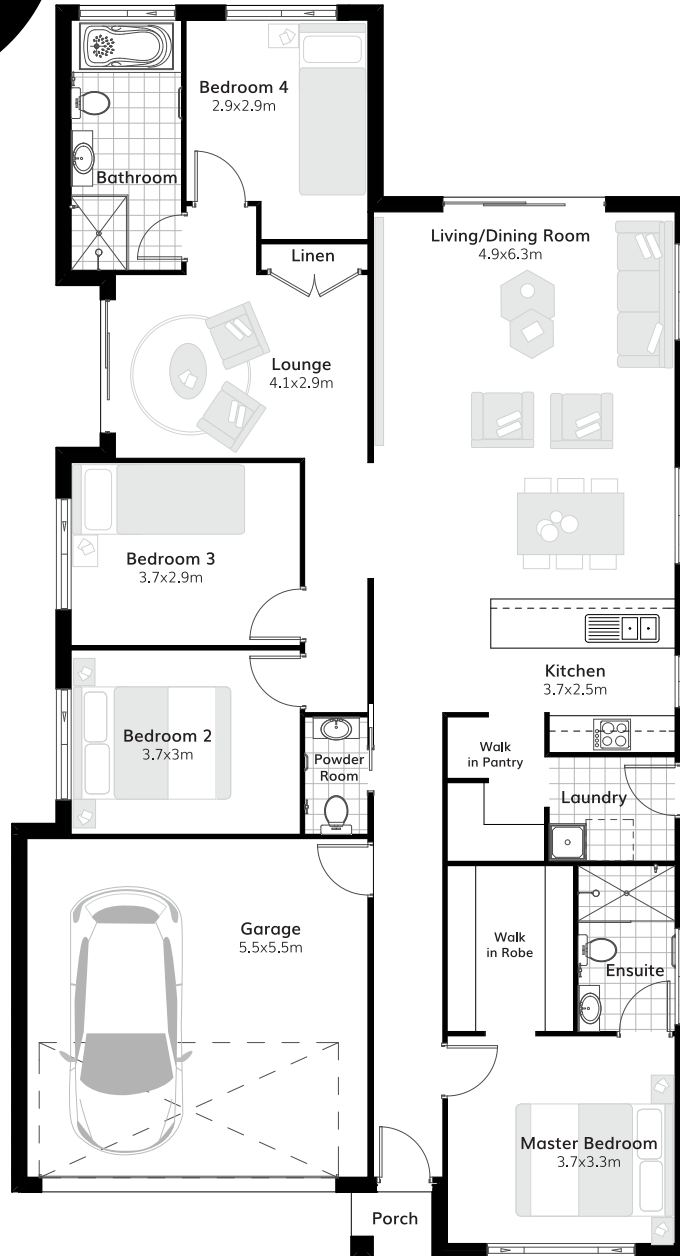 Bedroom 4
2.9x2.9m
Bathroom
Living/Dining Room
4.9x6.3m
Linen
Lounge
4.1x2.9m
Bedroom 3
3.7x2.9m
Kitchen
3.7x2.5m
Bedroom 2
3.7x3m
Walk
in Pantry
Powder
Room
Laundry
Garage
5.5x5.5m
Walk
in Robe
Ensuite
Master Bedroom
3.7x3.3m
Porch